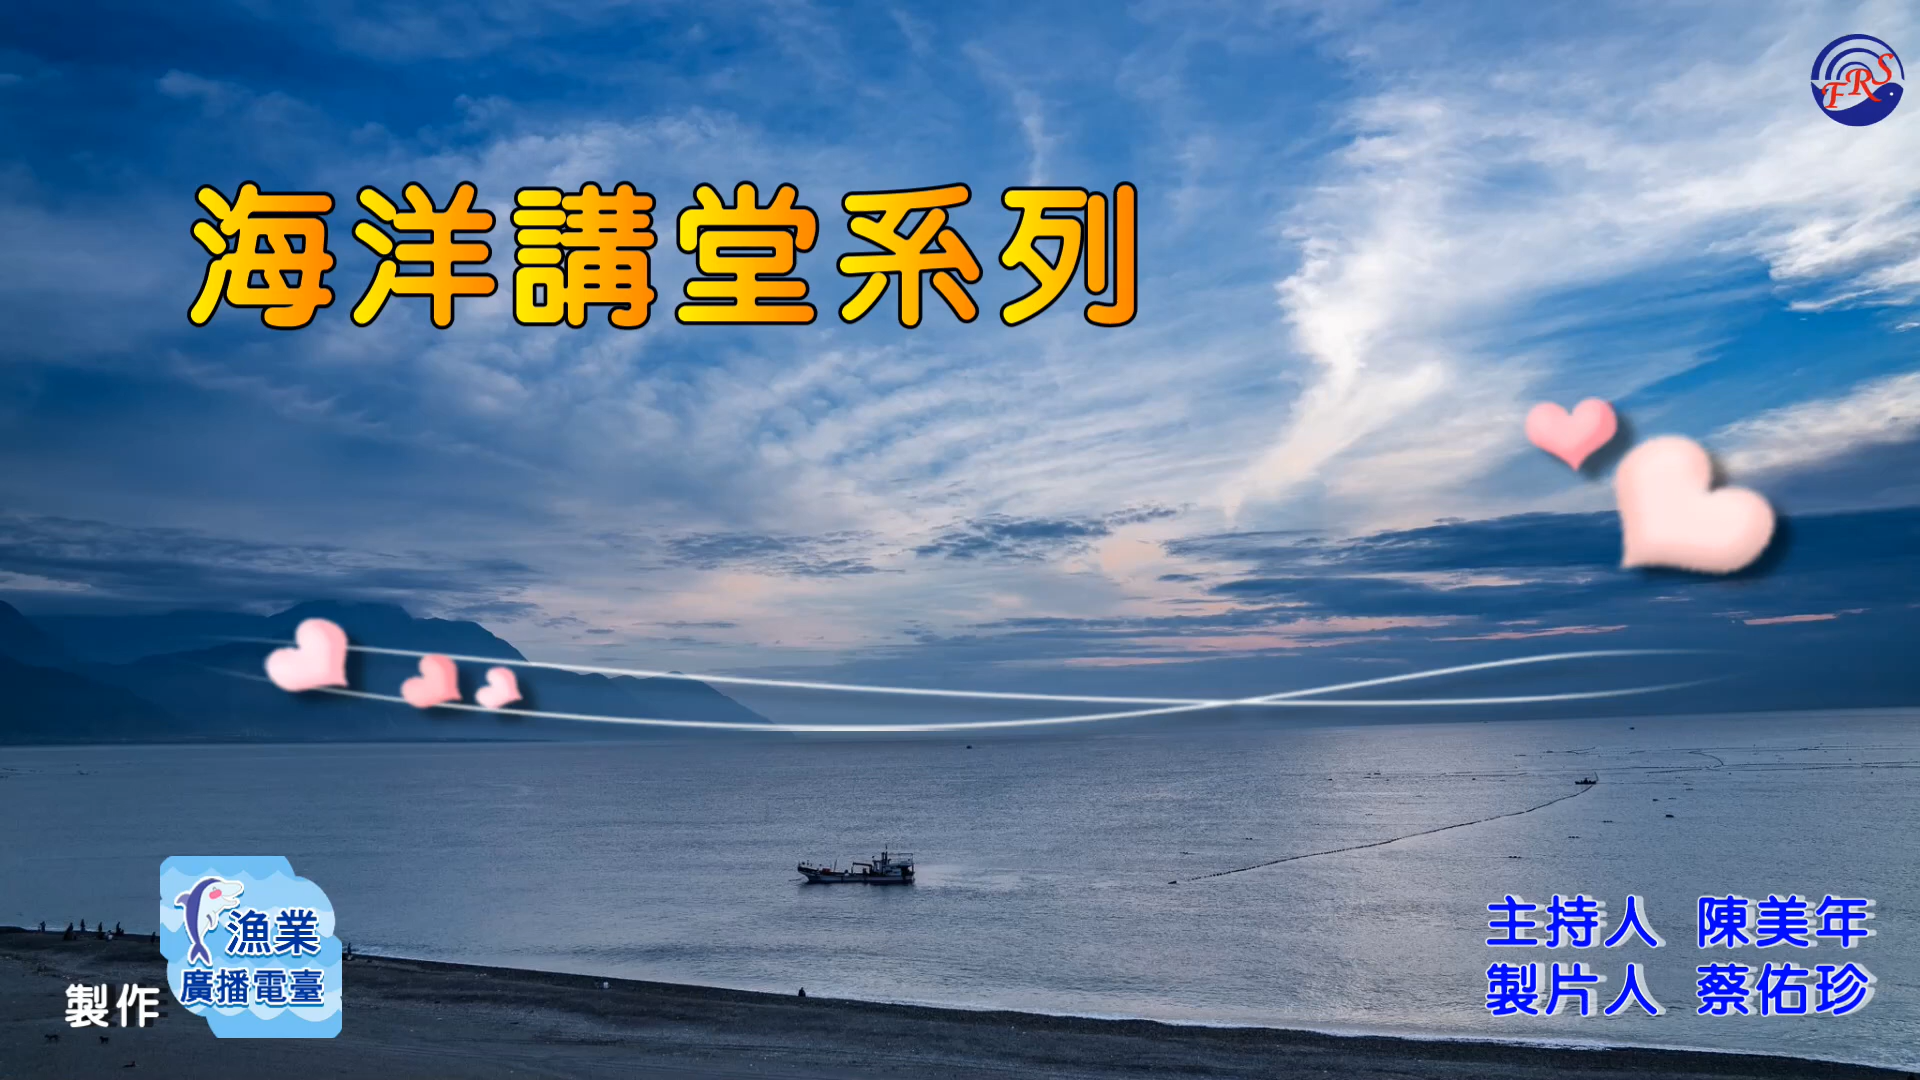 FRS
海洋講堂系列
主持人 陳美年
製片人 蔡佑珍
漁業
廣播電臺
製作